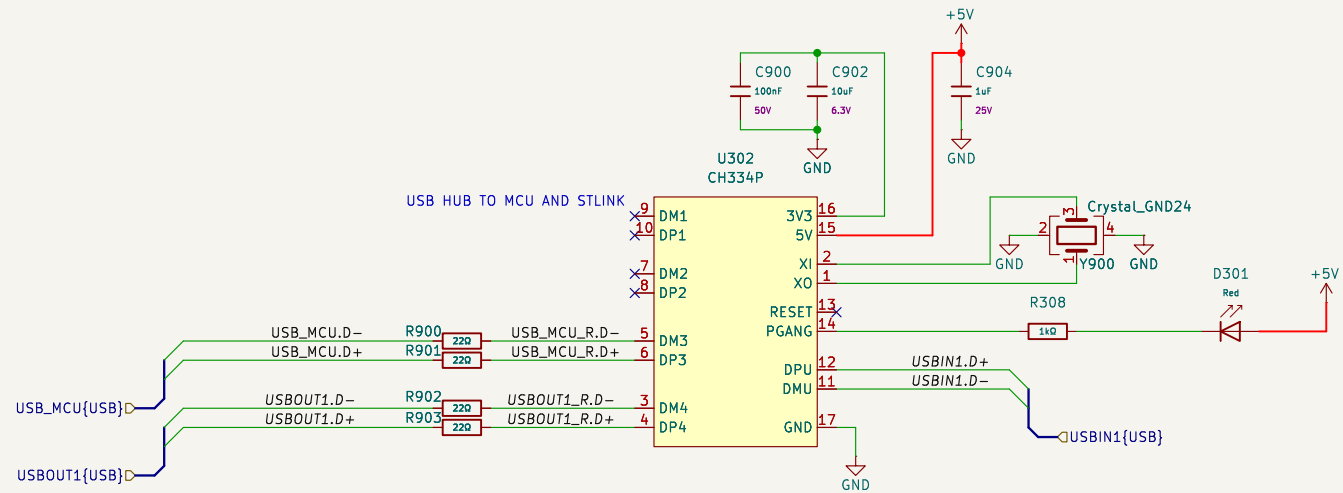 +5V
C900
100nF
50V
C902
10uF
6.3V
C904
1uF
25V
GND
GND
U302
CH334P
USB HUB TO MCU AND STLINK
9 DM1
10 DP1
7 DM2
8 DP2
5 DM3
6 DP3
3 DM4
4 DP4
3V3 16
5V 15
XI 2
XO 1
RESET 13
PGANG 14
DPU 12
DMU 11
GND 17
Crystal_GND24
3
2
4
1
Y900
GND
GND
R308
1kΩ
D301
Red
+5V
USB_MCU.D- R900 22Ω USB_MCU_R.D-
USB_MCU.D+ R901 22Ω USB_MCU_R.D+
USB_MCU{USB}
USBOUT1.D- R902 22Ω USBOUT1_R.D-
USBOUT1.D+ R903 22Ω USBOUT1_R.D+
USBOUT1{USB}
USBIN1.D+
USBIN1.D-
USBIN1{USB}
GND